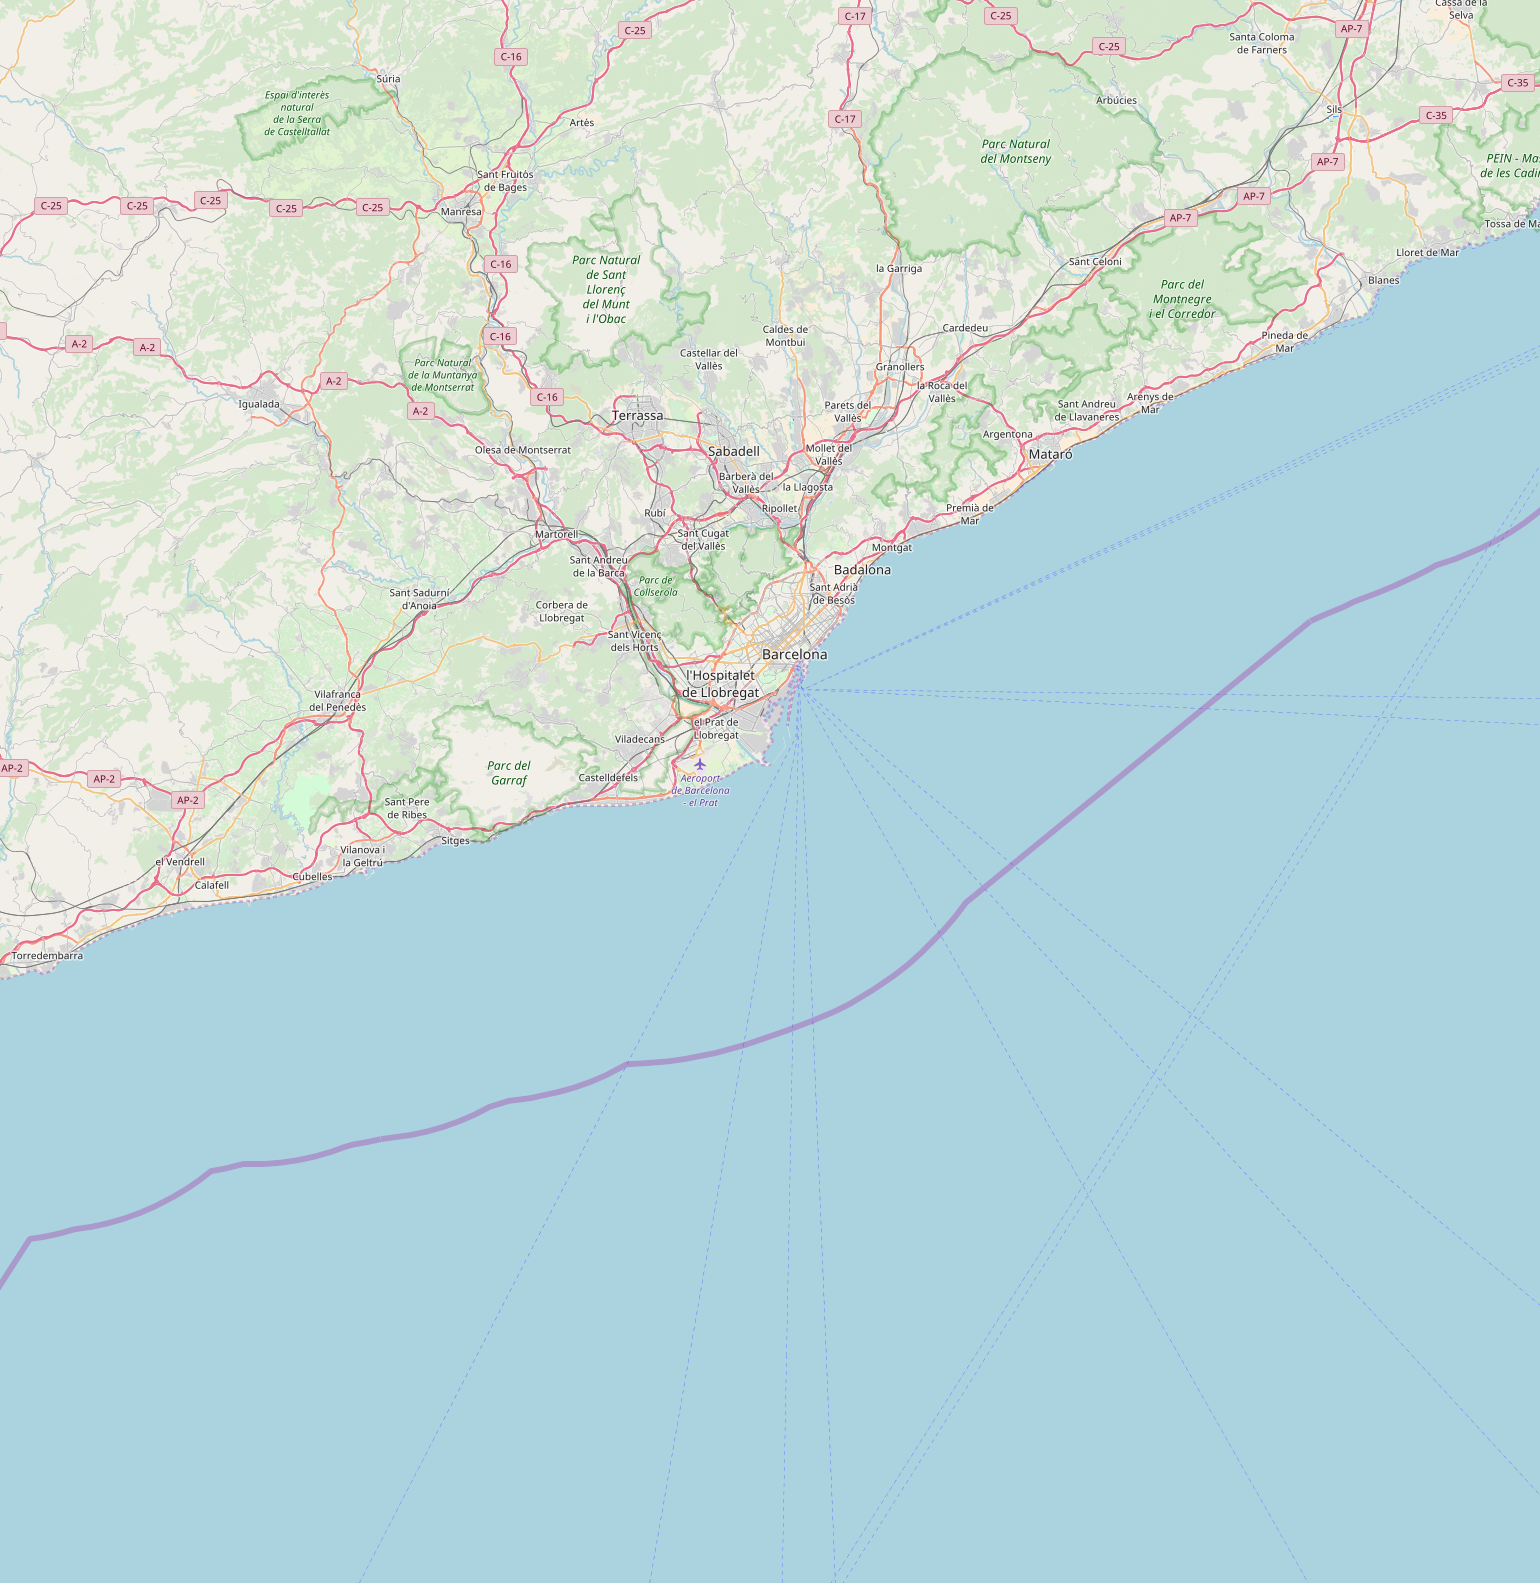 Cassà de la
Selva
C-17
C-25
AP-7
C-25
Santa Coloma
de Farners
C-25
C-16
Súria
C-35
Espai d'interès
natural
de la Serra
de Castelltallat
Arbúcies
Sils
C-35
C-17
Artés
Parc Natural
del Montseny
AP-7
PEIN - Mas
de les Cadir
Sant Fruitós
de Bages
AP-7
C-25
C-25
C-25
C-25
C-25
Manresa
AP-7
Tossa de Ma
Lloret de Mar
C-16
Parc Natural
de Sant
Llorenç
del Munt
i l'Obac
la Garriga
Sant Celoni
Blanes
Parc del
Montnegre
i el Corredor
A-2
A-2
C-16
Caldes de
Montbui
Cardedeu
Pineda de
Mar
Parc Natural
de la Muntanya
de Montserrat
Castellar del
Vallès
Granollers
A-2
la Roca del
Vallès
C-16
Igualada
A-2
Terrassa
Parets del
Vallès
Sant Andreu
de Llavaneres
Arenys de
Mar
Argentona
Olesa de Montserrat
Sabadell
Mollet del
Vallès
Mataró
Barberà del
Vallès
la Llagosta
Rubí
Ripollet
Premià de
Mar
Martorell
Sant Cugat
del Vallès
Montgat
Sant Andreu
de la Barca
Badalona
Parc de
Collserola
Sant Adrià
de Besòs
Sant Sadurní
d'Anoia
Corbera de
Llobregat
Sant Vicenç
dels Horts
Barcelona
l'Hospitalet
de Llobregat
Vilafranca
del Penedès
el Prat de
Llobregat
Viladecans
AP-2
AP-2
Parc del
Garraf
Castelldefels
Aeroport
de Barcelona
- el Prat
AP-2
Sant Pere
de Ribes
Sitges
Vilanova i
la Geltrú
el Vendrell
Cubelles
Calafell
Torredembarra